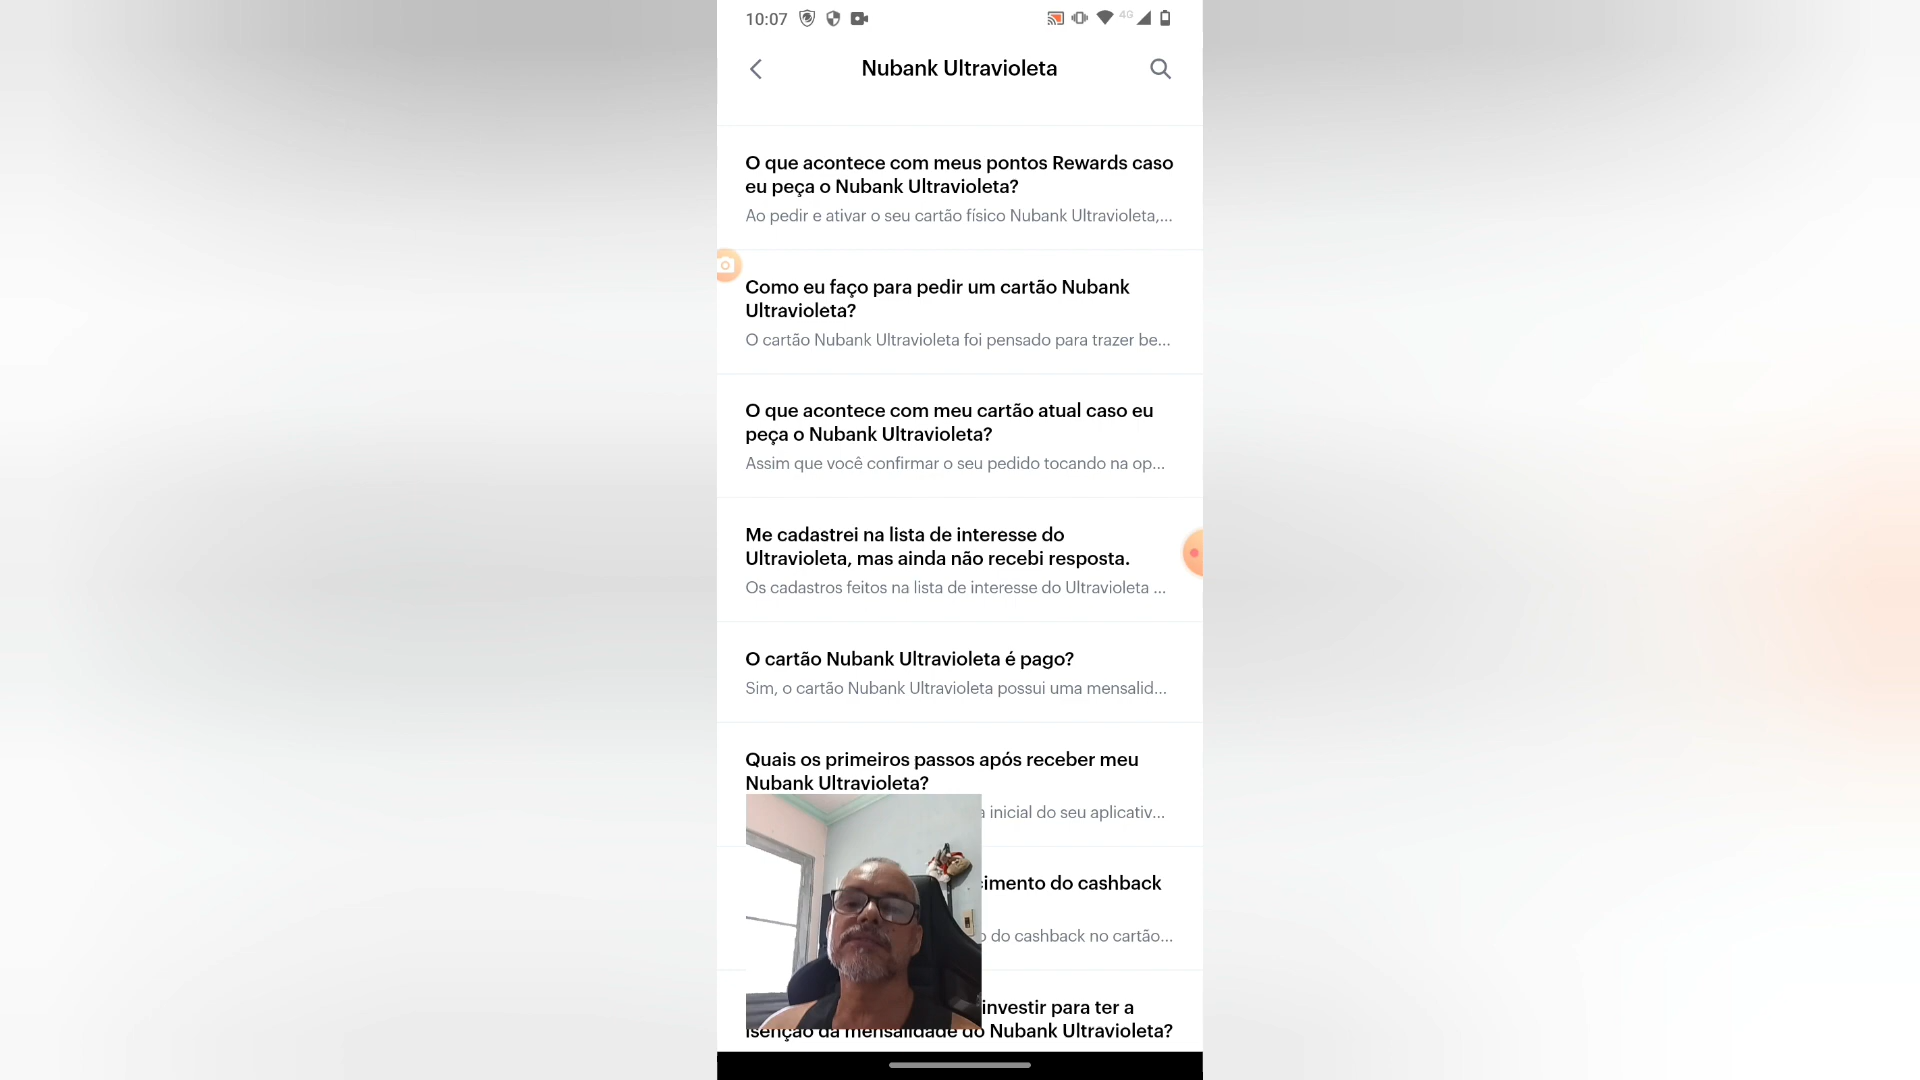 10:07
4G
Nubank Ultravioleta
O que acontece com meus pontos Rewards caso
eu peça o Nubank Ultravioleta?
Ao pedir e ativar o seu cartão físico Nubank Ultravioleta,...
Como eu faço para pedir um cartão Nubank
Ultravioleta?
O cartão Nubank Ultravioleta foi pensado para trazer be...
O que acontece com meu cartão atual caso eu
peça o Nubank Ultravioleta?
Assim que você confirmar o seu pedido tocando na op...
Me cadastrei na lista de interesse do
Ultravioleta, mas ainda não recebi resposta.
Os cadastros feitos na lista de interesse do Ultravioleta ...
O cartão Nubank Ultravioleta é pago?
Sim, o cartão Nubank Ultravioleta possui uma mensalid...
Quais os primeiros passos após receber meu
Nubank Ultravioleta?
inicial do seu aplicativ...
cimento do cashback
do cashback no cartão...
investir para ter a
isenção da mensalidade do Nubank Ultravioleta?